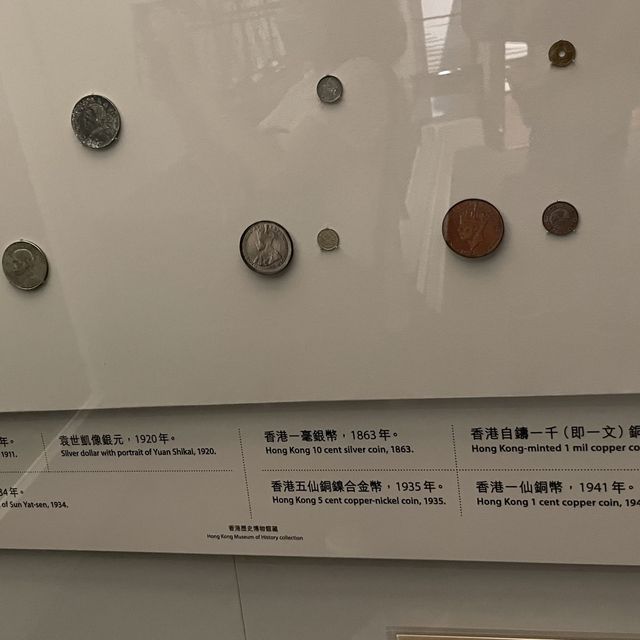 年。
1911.
袁世凱像銀元，1920年。
Silver dollar with portrait of Yuan Shikai, 1920.
香港一毫銀幣，1863年。
Hong Kong 10 cent silver coin, 1863.
香港自鑄一千（即一文）銅
Hong Kong-minted 1 mil copper co
34年。
of Sun Yat-sen, 1934.
香港五仙銅鎳合金幣，1935年。
Hong Kong 5 cent copper-nickel coin, 1935.
香港一仙銅幣，1941年。
Hong Kong 1 cent copper coin, 194
香港歷史博物館藏
Hong Kong Museum of History collection